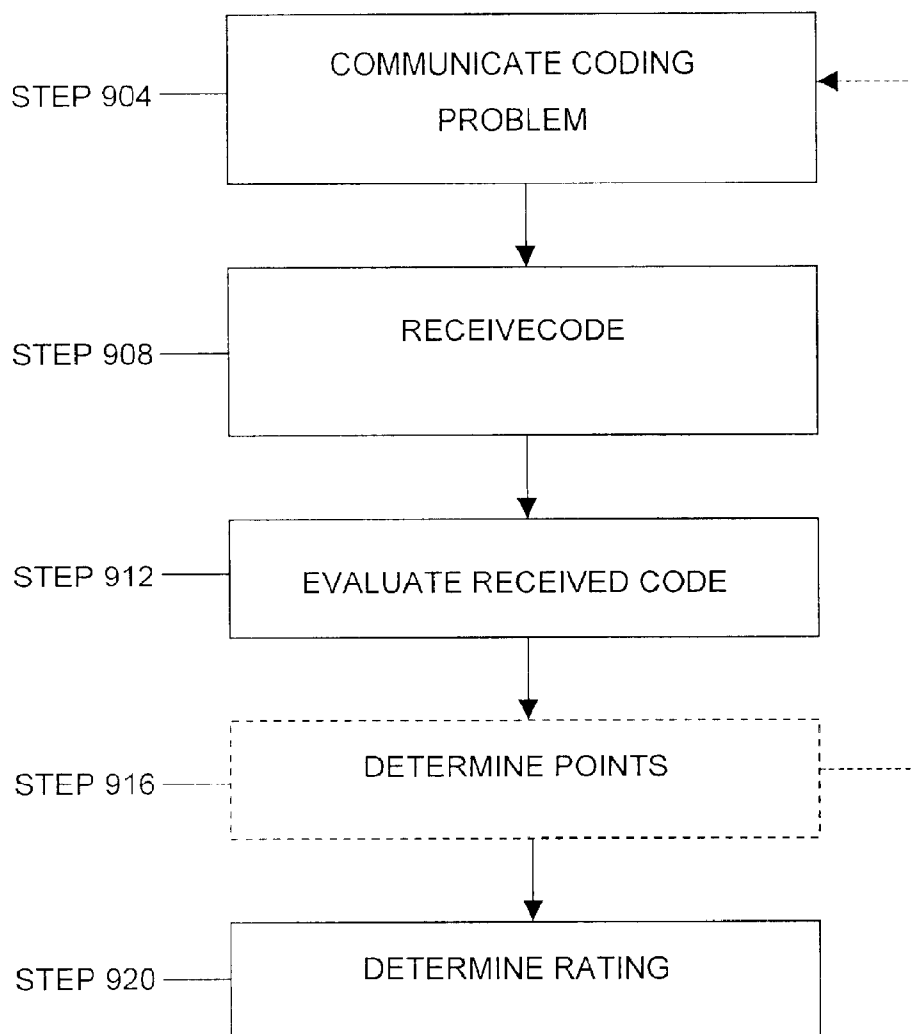 COMMUNICATE CODING
PROBLEM
STEP 904
RECEIVECODE
STEP 908
EVALUATE RECEIVED CODE
STEP 912
DETERMINE POINTS
STEP 916
DETERMINE RATING
STEP 920